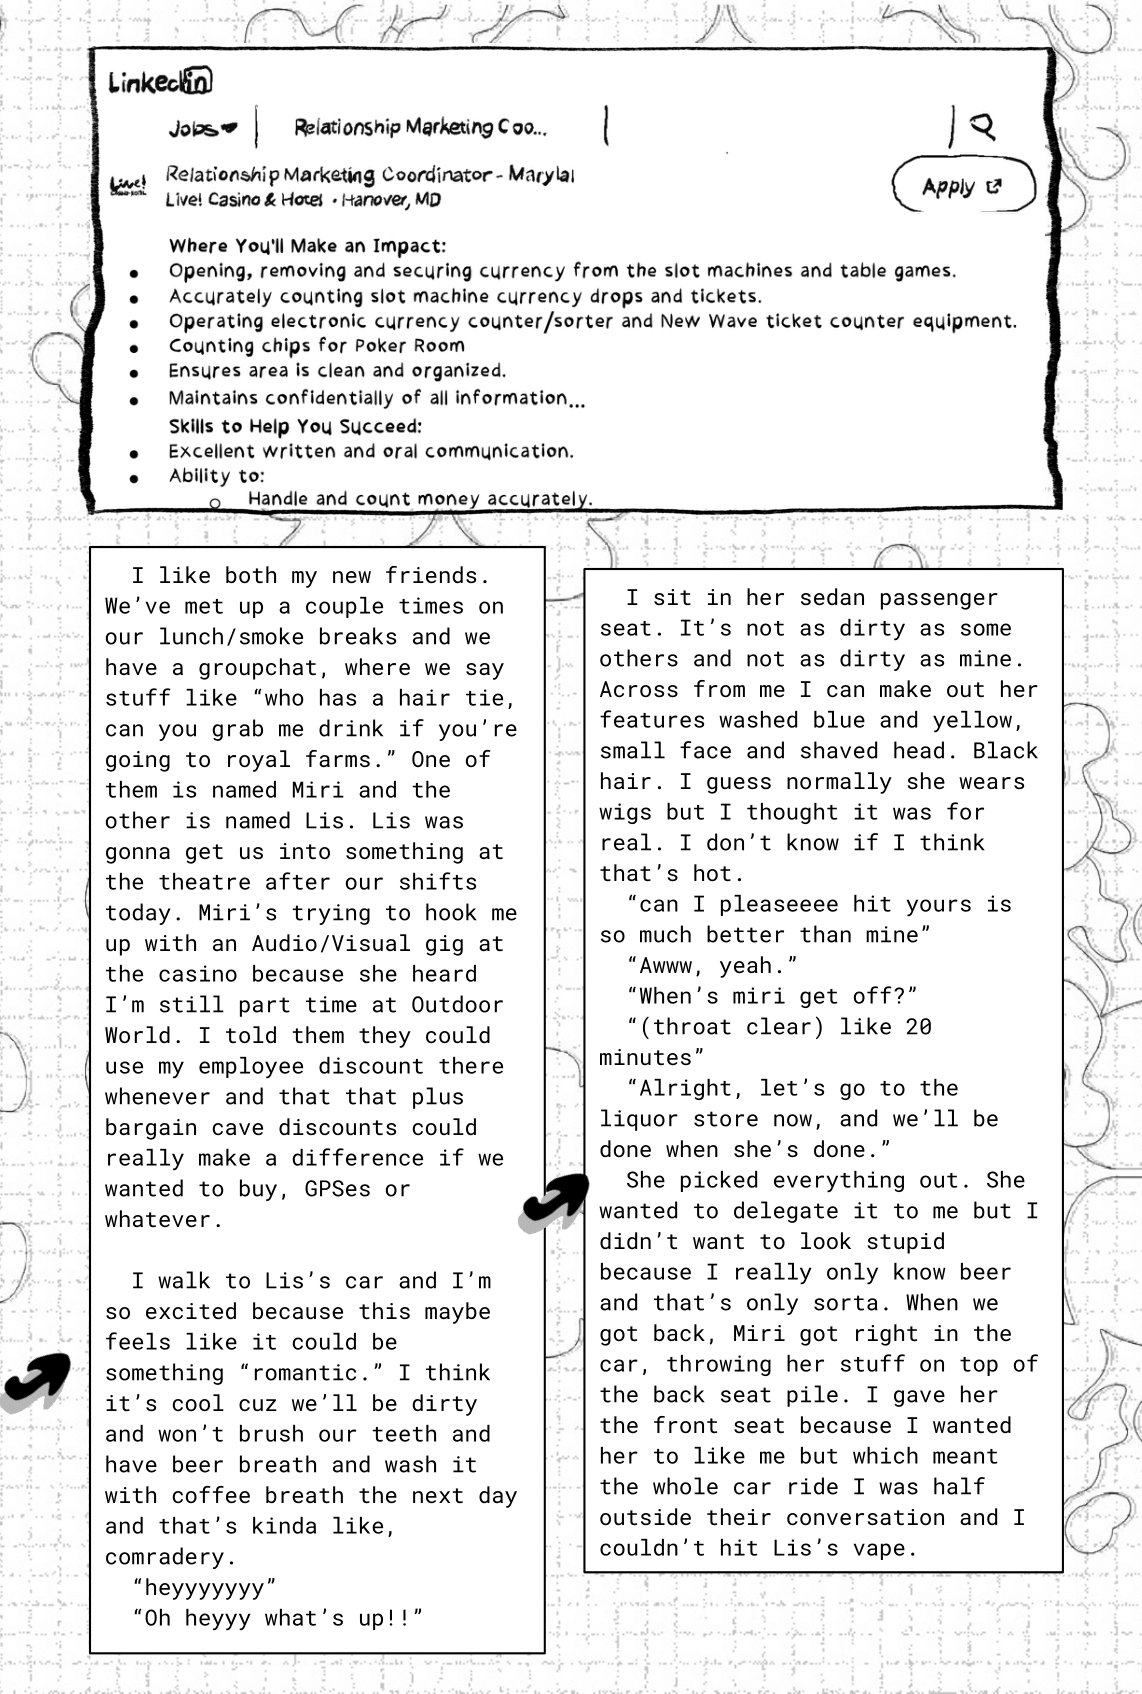 Linkedin
Jobs
Relationship Marketing Coo...
Live!
Relationship Marketing Coordinator - Marylal
Live! Casino & Hotel · Hanover, MD
Apply
Where You'll Make an Impact:
• Opening, removing and securing currency from the slot machines and table games.
• Accurately counting slot machine currency drops and tickets.
• Operating electronic currency counter/sorter and New Wave ticket counter equipment.
• Counting chips for Poker Room
• Ensures area is clean and organized.
• Maintains confidentially of all information...
Skills to Help You Succeed:
• Excellent written and oral communication.
• Ability to:
○ Handle and count money accurately.
I like both my new friends.
We've met up a couple times on
our lunch/smoke breaks and we
have a groupchat, where we say
stuff like “who has a hair tie,
can you grab me drink if you're
going to royal farms.” One of
them is named Miri and the
other is named Lis. Lis was
gonna get us into something at
the theatre after our shifts
today. Miri's trying to hook me
up with an Audio/Visual gig at
the casino because she heard
I'm still part time at Outdoor
World. I told them they could
use my employee discount there
whenever and that that plus
bargain cave discounts could
really make a difference if we
wanted to buy, GPSes or
whatever.
I walk to Lis's car and I'm
so excited because this maybe
feels like it could be
something “romantic.” I think
it's cool cuz we'll be dirty
and won't brush our teeth and
have beer breath and wash it
with coffee breath the next day
and that's kinda like,
comradery.
“heyyyyyyy”
“Oh heyyy what's up!!”
I sit in her sedan passenger
seat. It's not as dirty as some
others and not as dirty as mine.
Across from me I can make out her
features washed blue and yellow,
small face and shaved head. Black
hair. I guess normally she wears
wigs but I thought it was for
real. I don't know if I think
that's hot.
“can I pleaseeee hit yours is
so much better than mine”
“Awww, yeah.”
“When's miri get off?”
“(throat clear) like 20
minutes”
“Alright, let's go to the
liquor store now, and we'll be
done when she's done.”
She picked everything out. She
wanted to delegate it to me but I
didn't want to look stupid
because I really only know beer
and that's only sorta. When we
got back, Miri got right in the
car, throwing her stuff on top of
the back seat pile. I gave her
the front seat because I wanted
her to like me but which meant
the whole car ride I was half
outside their conversation and I
couldn't hit Lis's vape.